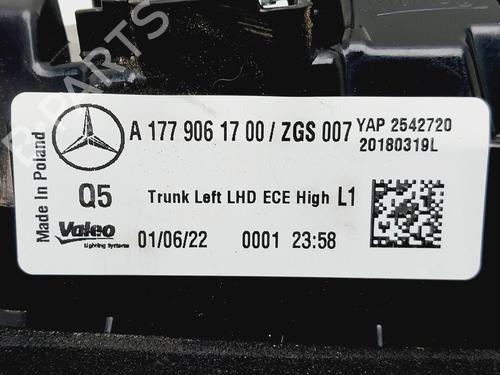 B-PARTS
Made In Poland
A 177 906 17 00 / ZGS 007
YAP 2542720
20180319L
Q5
Trunk Left LHD ECE High L1
Valeo
Lighting Systems
01/06/22 0001 23:58